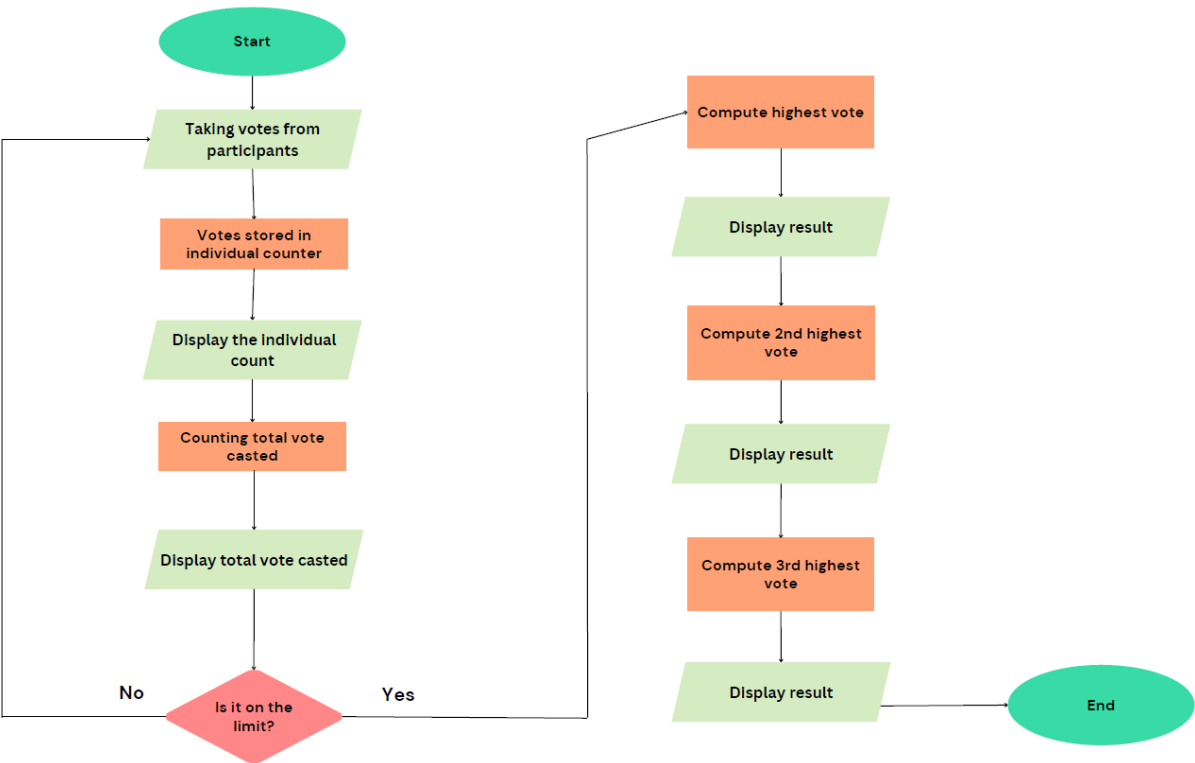 Start
Taking votes from
participants
Votes stored in
individual counter
Display the individual
count
Counting total vote
casted
Display total vote casted
No
Yes
Is it on the
limit?
Compute highest vote
Display result
Compute 2nd highest
vote
Display result
Compute 3rd highest
vote
Display result
End